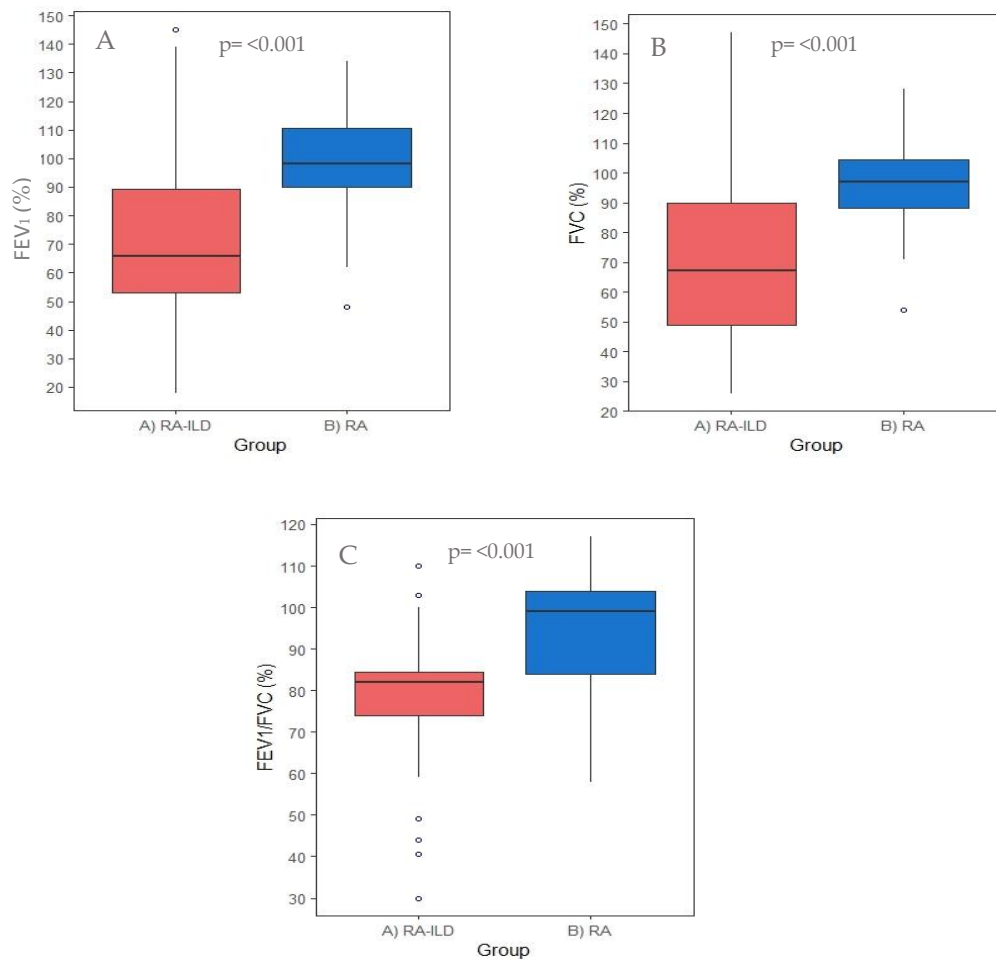 A
p= <0.001
FEV1 (%)
150
140
130
120
110
100
90
80
70
60
50
40
30
20
A) RA-ILD
B) RA
Group
B
p= <0.001
FVC (%)
150
140
130
120
110
100
90
80
70
60
50
40
30
20
A) RA-ILD
B) RA
Group
C
p= <0.001
FEV1/FVC (%)
120
110
100
90
80
70
60
50
40
30
A) RA-ILD
B) RA
Group